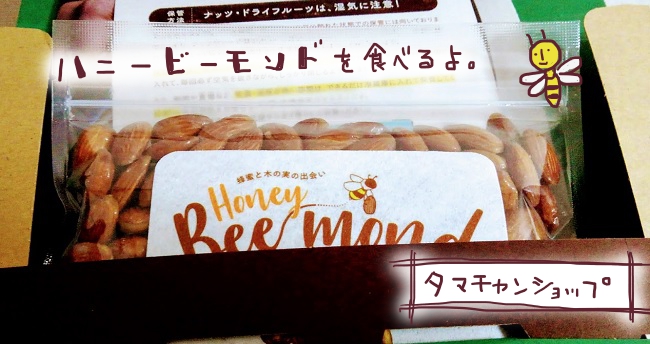 保管方法 ナッツ・ドライフルーツは、湿気に注意!
ハニービーモンドを食べるよ。
蜂蜜と木の実の出会い
Honey
Bee mond
タマチャンショップ